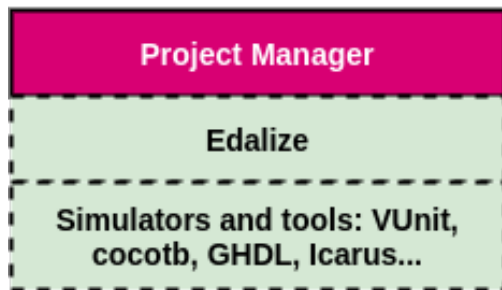 Project Manager
Edalize
Simulators and tools: VUnit,
cocotb, GHDL, Icarus...